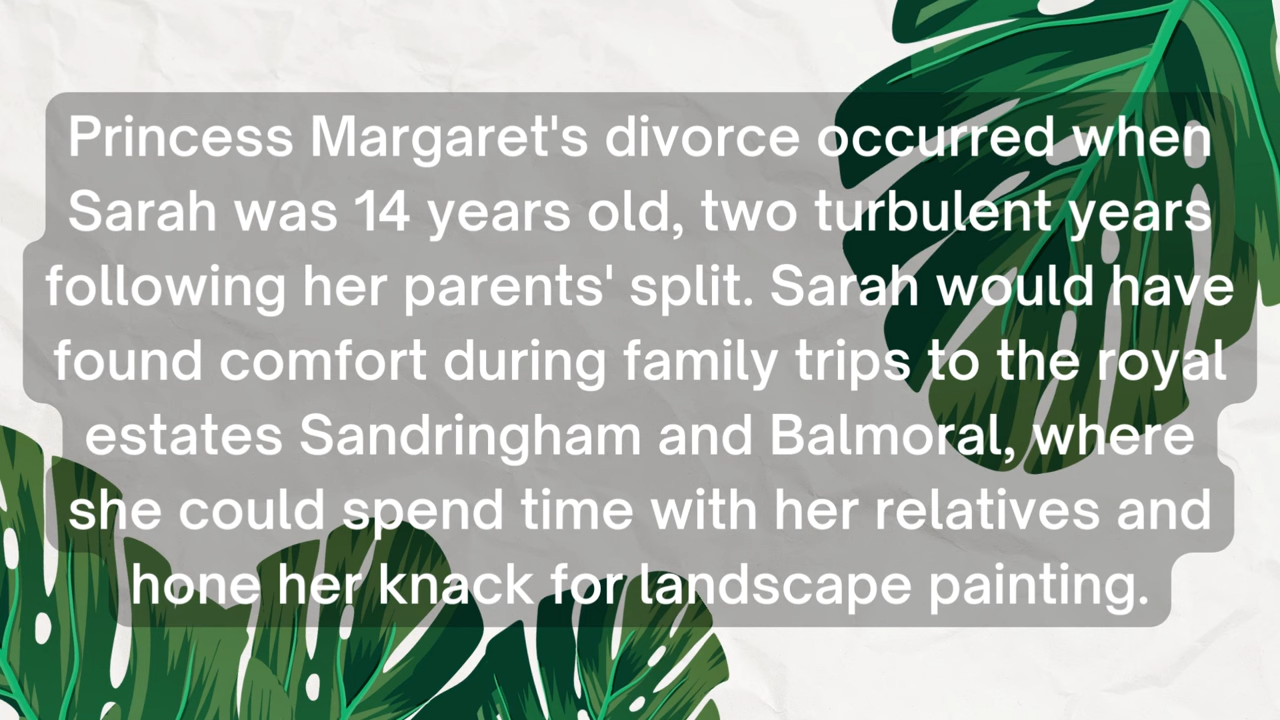 Princess Margaret's divorce occurred when
Sarah was 14 years old, two turbulent years
following her parents' split. Sarah would have
found comfort during family trips to the royal
estates Sandringham and Balmoral, where
she could spend time with her relatives and
hone her knack for landscape painting.